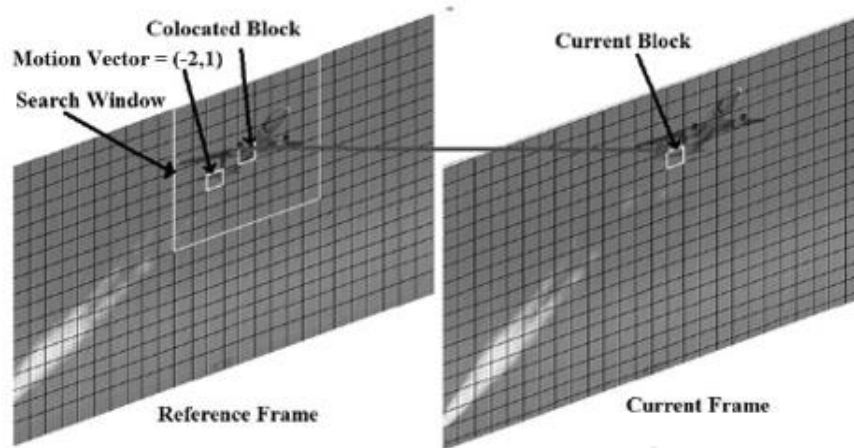 Colocated Block
Motion Vector = (-2,1)
Search Window
Current Block
Reference Frame
Current Frame